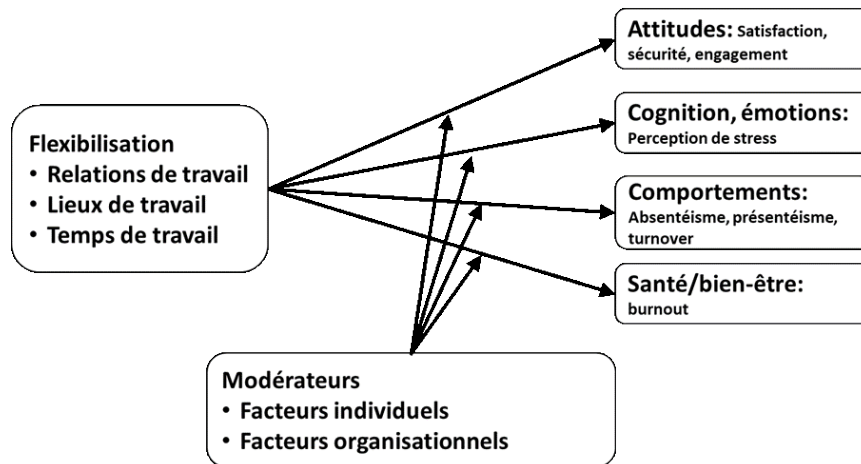 Attitudes: Satisfaction,
sécurité, engagement
Cognition, émotions:
Perception de stress
Flexibilisation
• Relations de travail
• Lieux de travail
• Temps de travail
Comportements:
Absentéisme, présentéisme,
turnover
Santé/bien-être:
burnout
Modérateurs
• Facteurs individuels
• Facteurs organisationnels